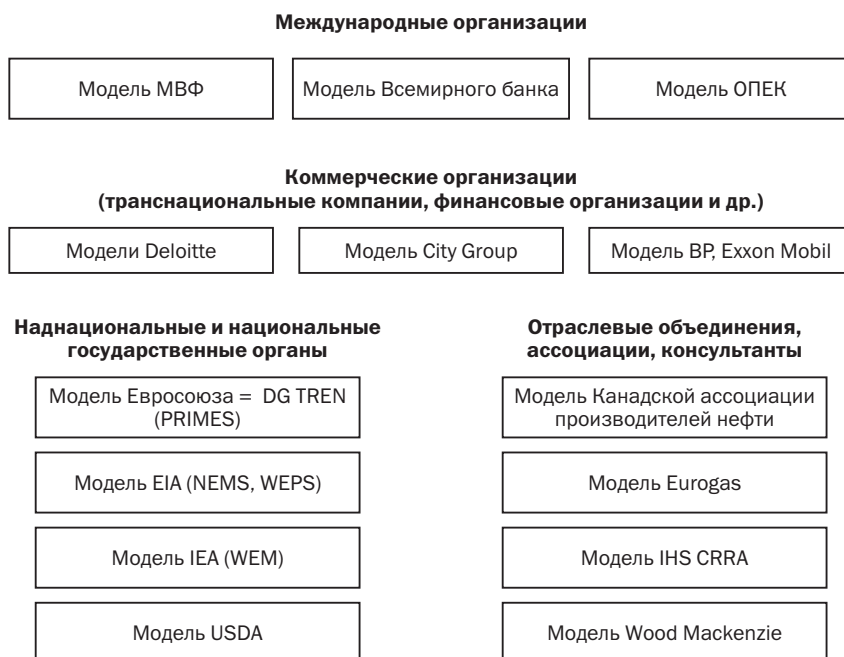 Международные организации
Модель МВФ
Модель Всемирного банка
Модель ОПЕК
Коммерческие организации
(транснациональные компании, финансовые организации и др.)
Модели Deloitte
Модель City Group
Модель BP, Exxon Mobil
Наднациональные и национальные
государственные органы
Модель Евросоюза = DG TREN
(PRIMES)
Модель EIA (NEMS, WEPS)
Модель IEA (WEM)
Модель USDA
Отраслевые объединения,
ассоциации, консультанты
Модель Канадской ассоциации
производителей нефти
Модель Eurogas
Модель IHS CRRA
Модель Wood Mackenzie